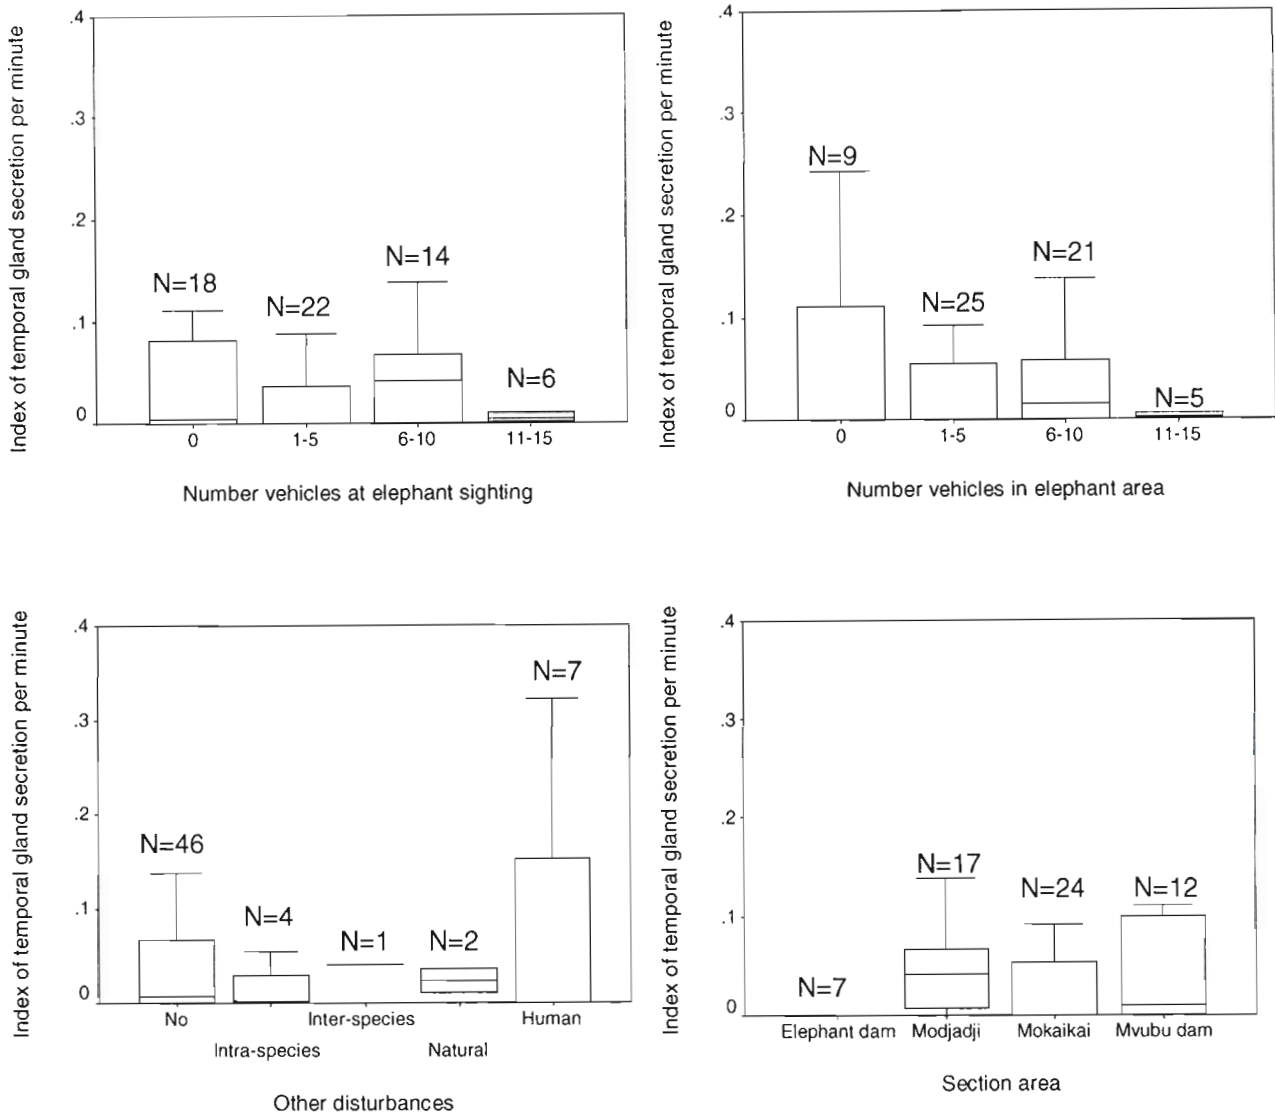 Index of temporal gland secretion per minute
.4
.3
.2
.1
0
N=18
N=22
N=14
N=6
0
1-5
6-10
11-15
Number vehicles at elephant sighting
Index of temporal gland secretion per minute
.4
.3
.2
.1
0
N=9
N=25
N=21
N=5
0
1-5
6-10
11-15
Number vehicles in elephant area
Index of temporal gland secretion per minute
.4
.3
.2
.1
0
N=46
N=4
N=1
N=2
N=7
No
Inter-species
Human
Intra-species
Natural
Other disturbances
Index of temporal gland secretion per minute
.4
.3
.2
.1
0
N=7
N=17
N=24
N=12
Elephant dam
Modjadji
Mokaikai
Mvubu dam
Section area